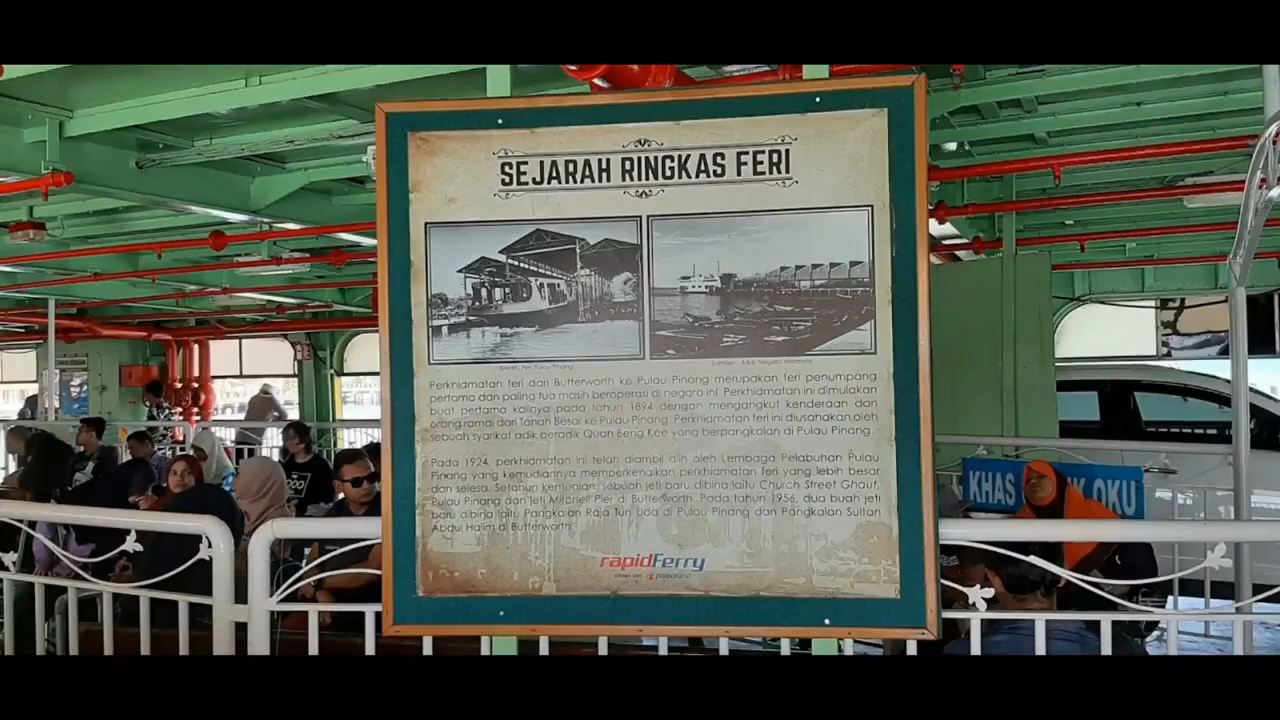 SEJARAH RINGKAS FERI
Sumber : Arkib Negara Malaysia
Perkhidmatan feri dari Butterworth ke Pulau Pinang merupakan feri penumpang
pertama dan paling tua masih beroperasi di negara ini. Perkhidmatan ini dimulakan
buat pertama kalinya pada tahun 1894 dengan mengangkut kenderaan dan
orang ramai dari Tanah Besar ke Pulau Pinang. Perkhidmatan feri ini diusahakan oleh
sebuah syarikat adik beradik Quah Beng Kee yang berpangkalan di Pulau Pinang.
Pada 1924, perkhidmatan ini telah diambil alih oleh Lembaga Pelabuhan Pulau
Pinang yang kemudiannya memperkenalkan perkhidmatan feri yang lebih besar
dan selesa. Setahun kemudian sebuah jeti baru dibina iaitu Church Street Ghaut,
Pulau Pinang dan jeti Mitchell Pier di Butterworth. Pada tahun 1956, dua buah jeti
baru dibina iaitu Pangkalan Raja Tun Uda di Pulau Pinang dan Pangkalan Sultan
Abdul Halim di Butterworth.
rapidFerry
prasarana
KHAS OKU